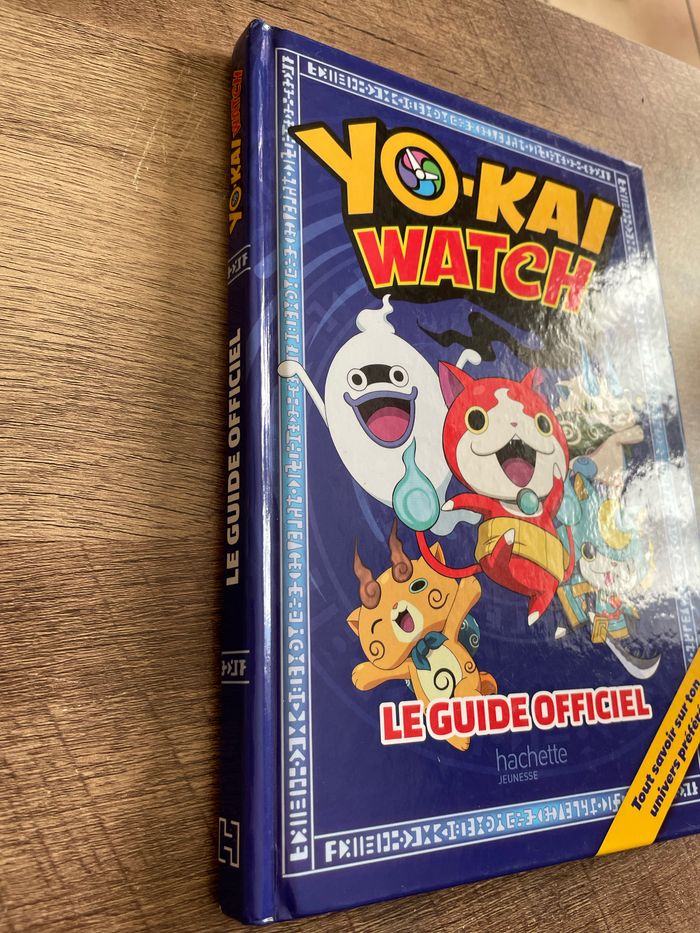 YO-KAI WATCH
LE GUIDE OFFICIEL
YO-KAI
WATCH
LE GUIDE OFFICIEL
hachette
JEUNESSE
Tout savoir sur ton
univers